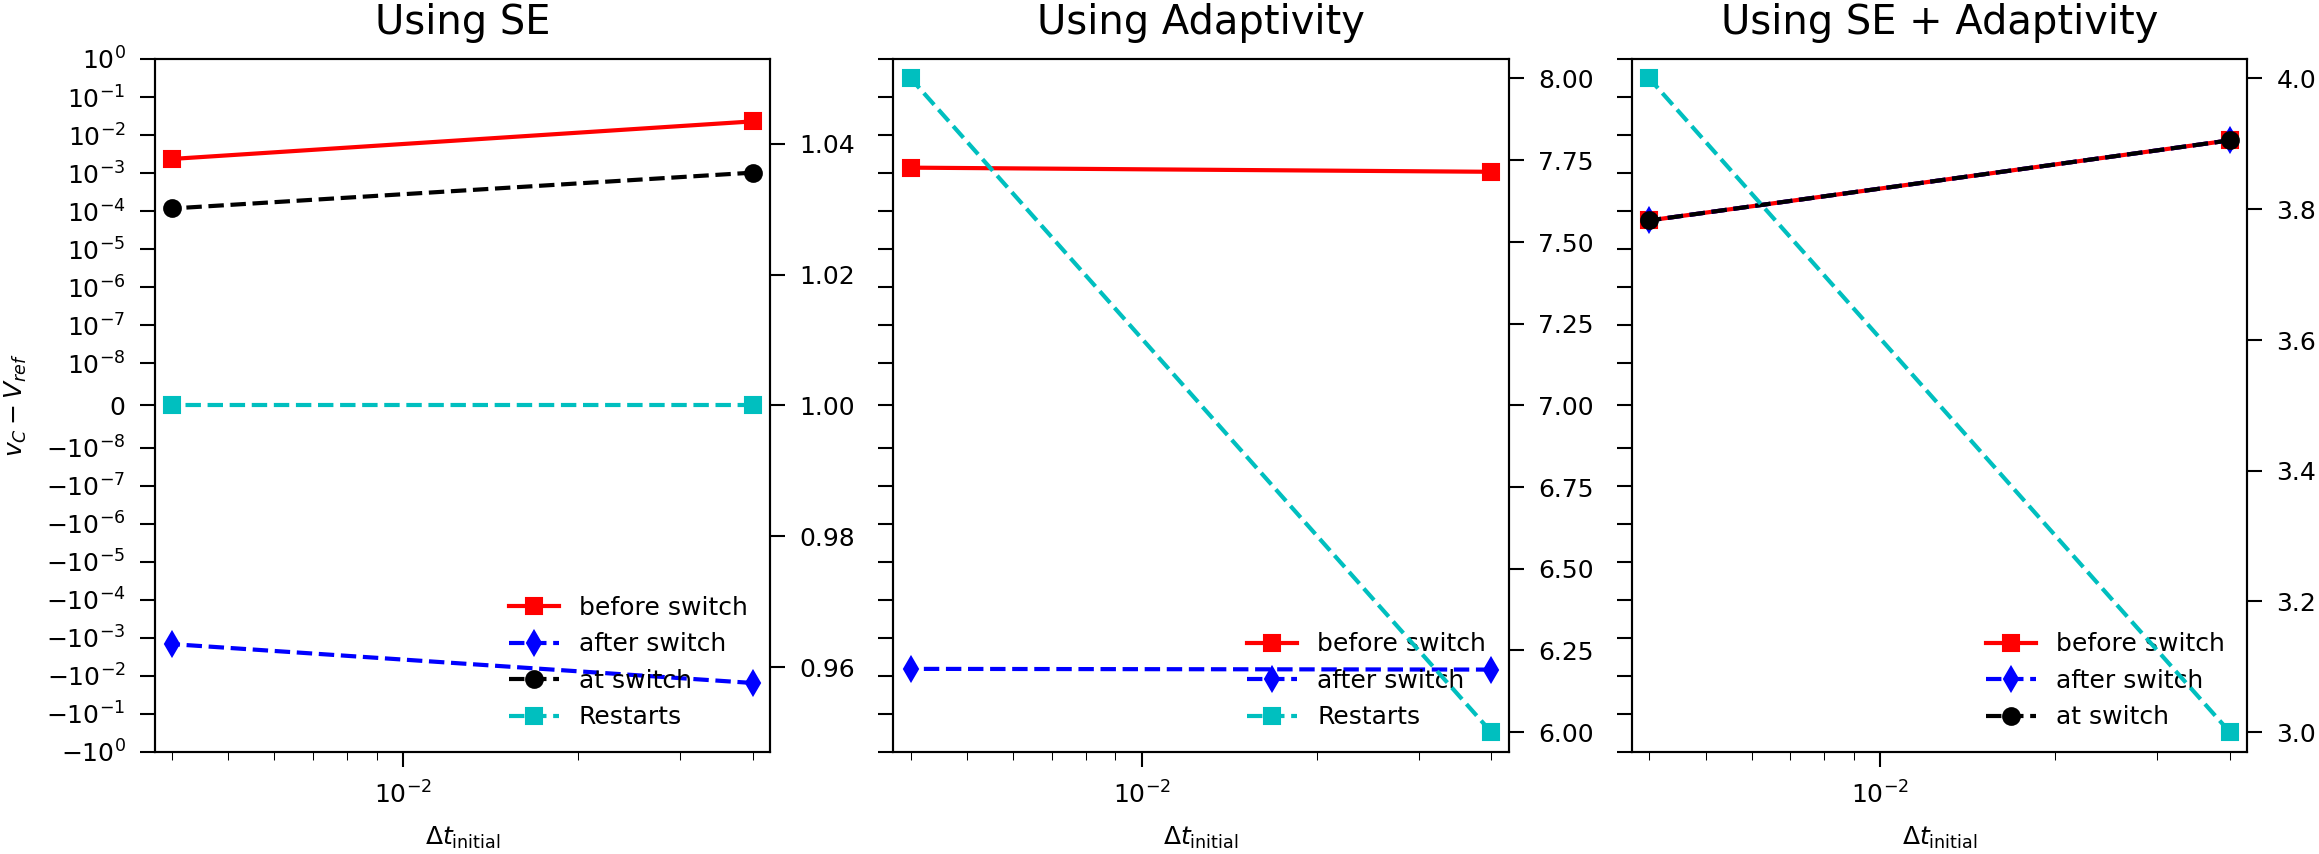 Using SE
Using Adaptivity
Using SE + Adaptivity
10⁰
10⁻¹
10⁻²
10⁻³
10⁻⁴
10⁻⁵
10⁻⁶
10⁻⁷
10⁻⁸
0
−10⁻⁸
−10⁻⁷
−10⁻⁶
−10⁻⁵
−10⁻⁴
−10⁻³
−10⁻²
−10⁻¹
−10⁰
v_C − V_ref
1.04
1.02
1.00
0.98
0.96
before switch
after switch
at switch
Restarts
10⁻²
Δt_initial
8.00
7.75
7.50
7.25
7.00
6.75
6.50
6.25
6.00
before switch
after switch
Restarts
10⁻²
Δt_initial
4.0
3.8
3.6
3.4
3.2
3.0
before switch
after switch
at switch
10⁻²
Δt_initial